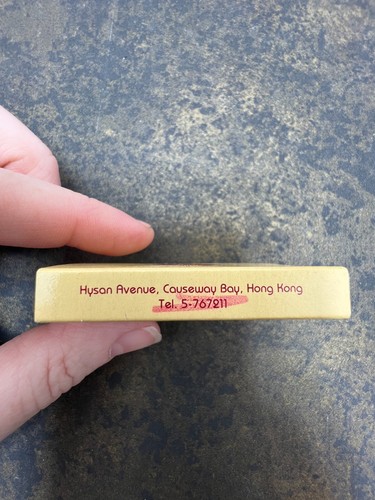 Hysan Avenue, Causeway Bay, Hong Kong
Tel. 5-767211